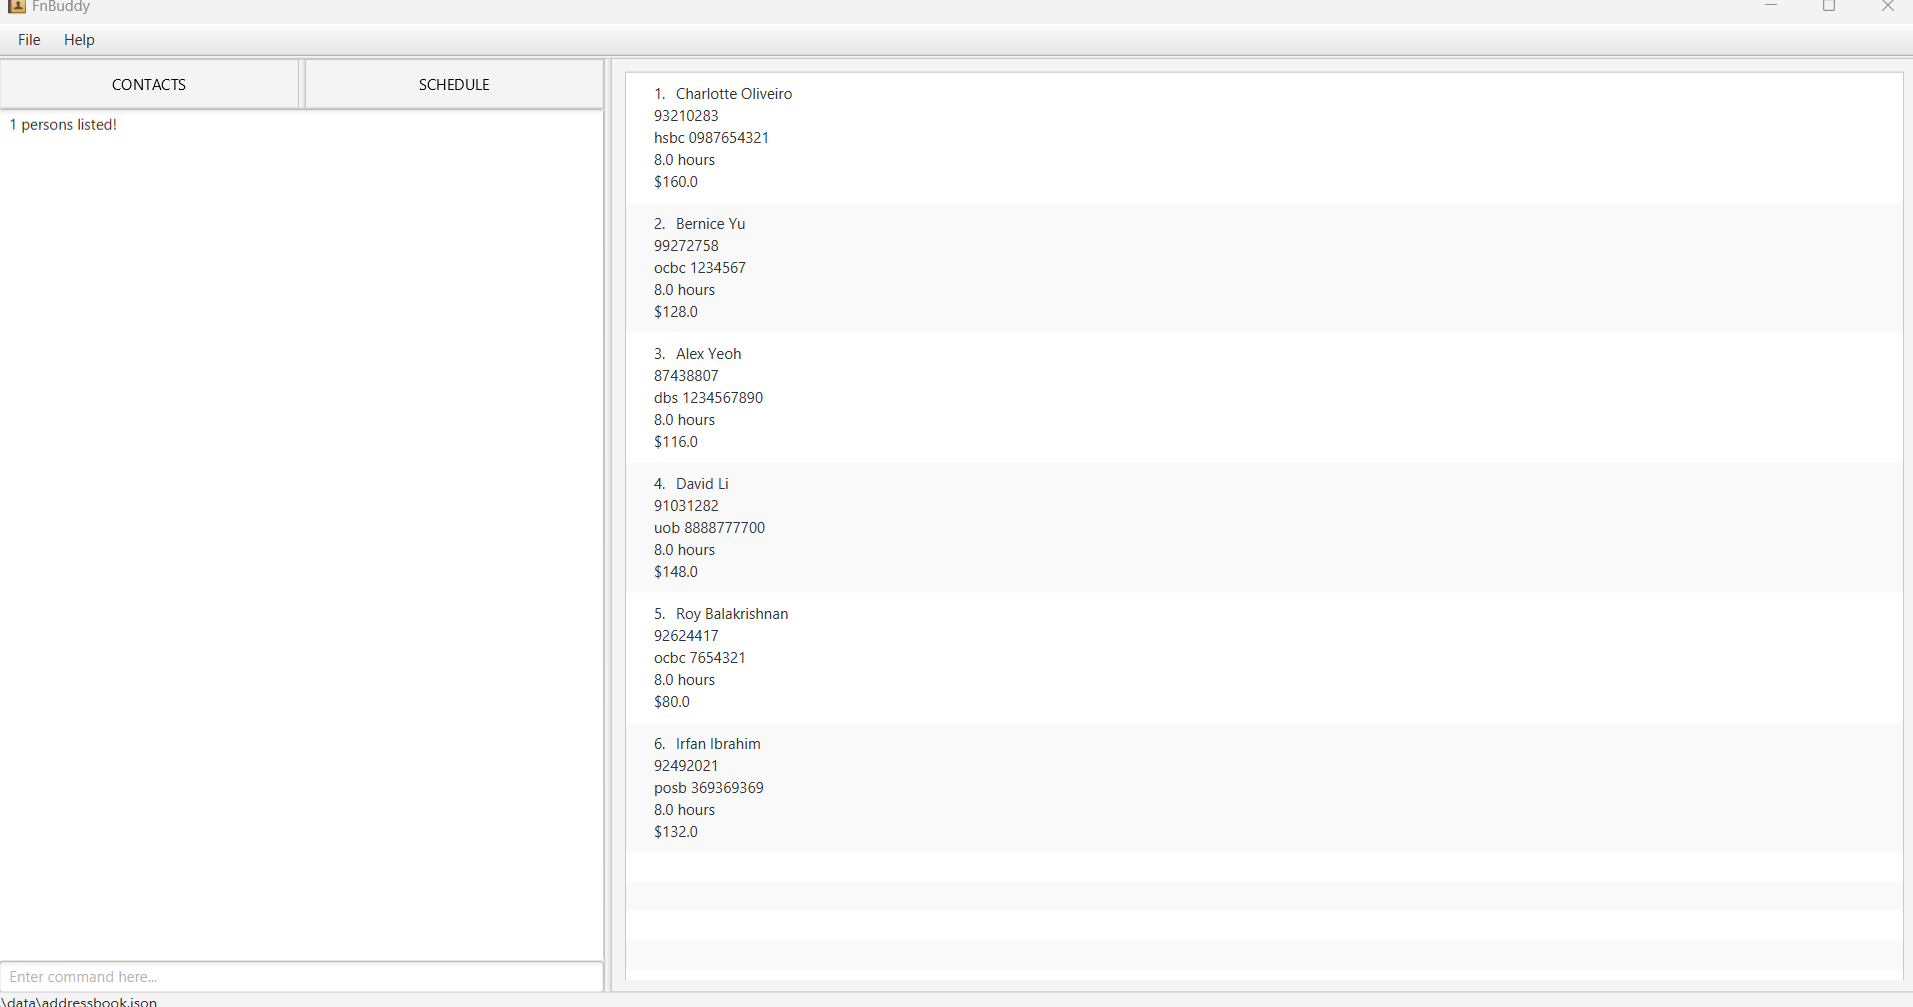 FnBuddy
File Help
CONTACTS SCHEDULE
1 persons listed!
1. Charlotte Oliveiro
93210283
hsbc 0987654321
8.0 hours
$160.0
2. Bernice Yu
99272758
ocbc 1234567
8.0 hours
$128.0
3. Alex Yeoh
87438807
dbs 1234567890
8.0 hours
$116.0
4. David Li
91031282
uob 8888777700
8.0 hours
$148.0
5. Roy Balakrishnan
92624417
ocbc 7654321
8.0 hours
$80.0
6. Irfan Ibrahim
92492021
posb 369369369
8.0 hours
$132.0
Enter command here...
\data\addressbook.json